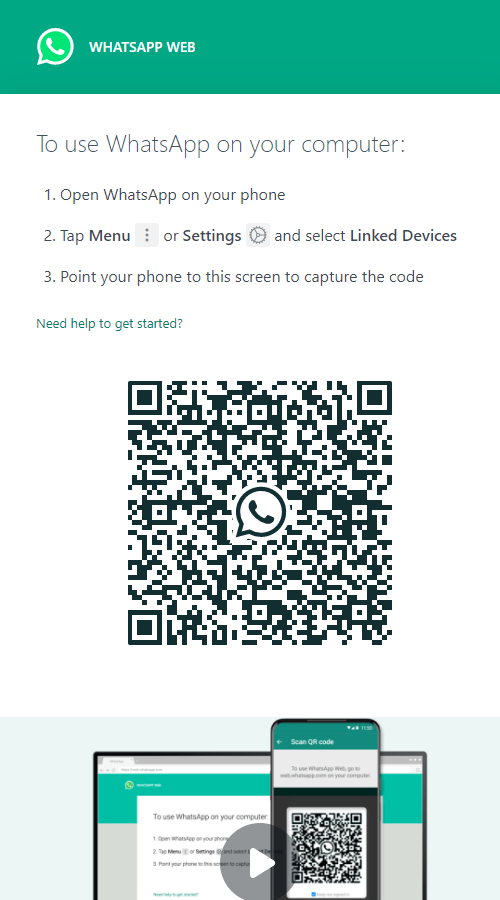 WHATSAPP WEB
To use WhatsApp on your computer:
1. Open WhatsApp on your phone
2. Tap Menu or Settings and select Linked Devices
3. Point your phone to this screen to capture the code
Need help to get started?
11:00
Scan QR code
To use WhatsApp Web, go to
web.whatsapp.com on your computer.
WHATSAPP WEB
To use WhatsApp on your computer:
1. Open WhatsApp on your phone
2. Tap Menu or Settings and select Linked Devices
3. Point your phone to this screen to capture
Need help to get started?